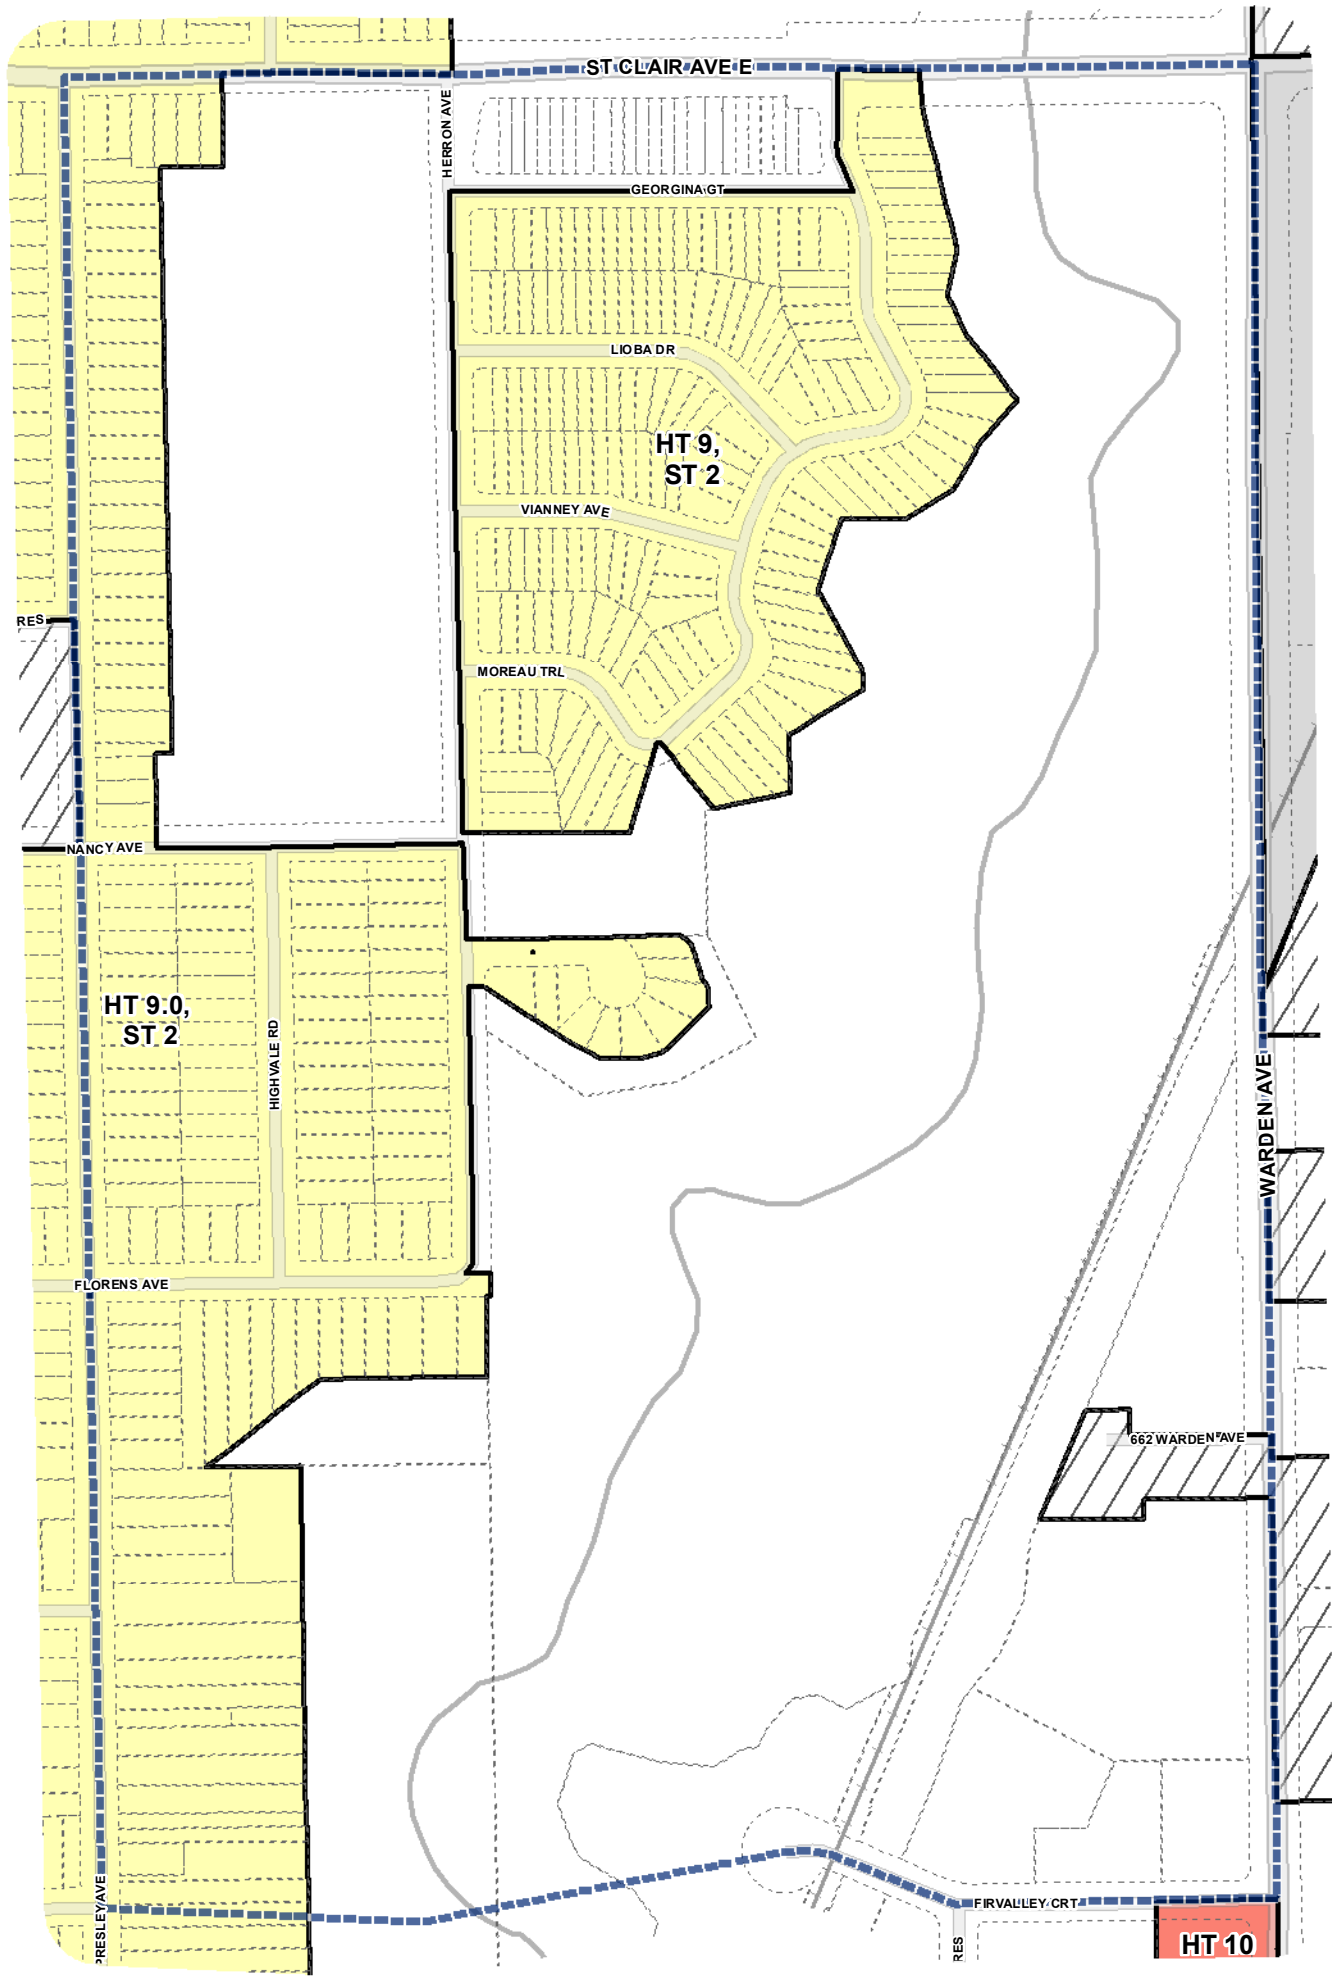 ST CLAIR AVE E
HERRON AVE
GEORGINA GT
LIOBA DR
HT 9,
ST 2
VIANNEY AVE
RES
MOREAU TRL
NANCY AVE
HT 9.0,
ST 2
HIGHVALE RD
WARDEN AVE
FLORENS AVE
662 WARDEN AVE
PRESLEY AVE
FIRVALLEY CRT
RES
HT 10